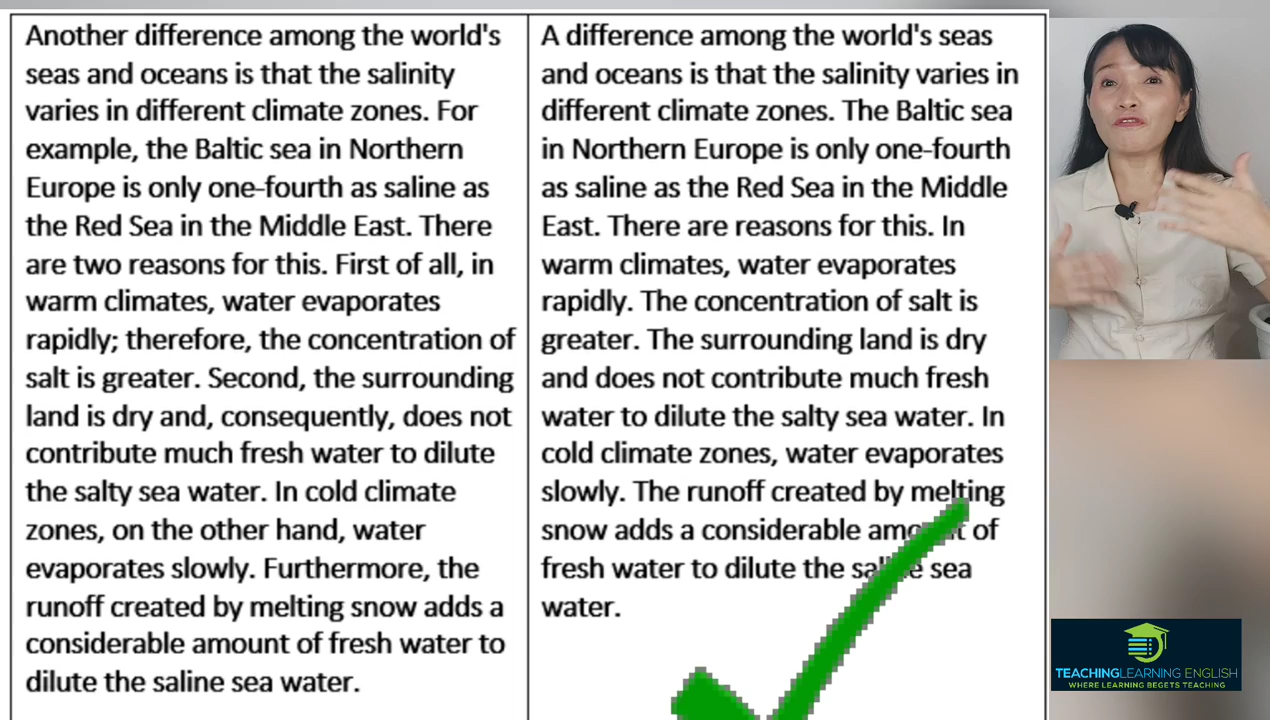 Another difference among the world's
seas and oceans is that the salinity
varies in different climate zones. For
example, the Baltic sea in Northern
Europe is only one-fourth as saline as
the Red Sea in the Middle East. There
are two reasons for this. First of all, in
warm climates, water evaporates
rapidly; therefore, the concentration of
salt is greater. Second, the surrounding
land is dry and, consequently, does not
contribute much fresh water to dilute
the salty sea water. In cold climate
zones, on the other hand, water
evaporates slowly. Furthermore, the
runoff created by melting snow adds a
considerable amount of fresh water to
dilute the saline sea water.
A difference among the world's seas
and oceans is that the salinity varies in
different climate zones. The Baltic sea
in Northern Europe is only one-fourth
as saline as the Red Sea in the Middle
East. There are reasons for this. In
warm climates, water evaporates
rapidly. The concentration of salt is
greater. The surrounding land is dry
and does not contribute much fresh
water to dilute the salty sea water. In
cold climate zones, water evaporates
slowly. The runoff created by melting
snow adds a considerable amount of
fresh water to dilute the saline sea
water.
TEACHINGLEARNING ENGLISH
WHERE LEARNING BEGETS TEACHING